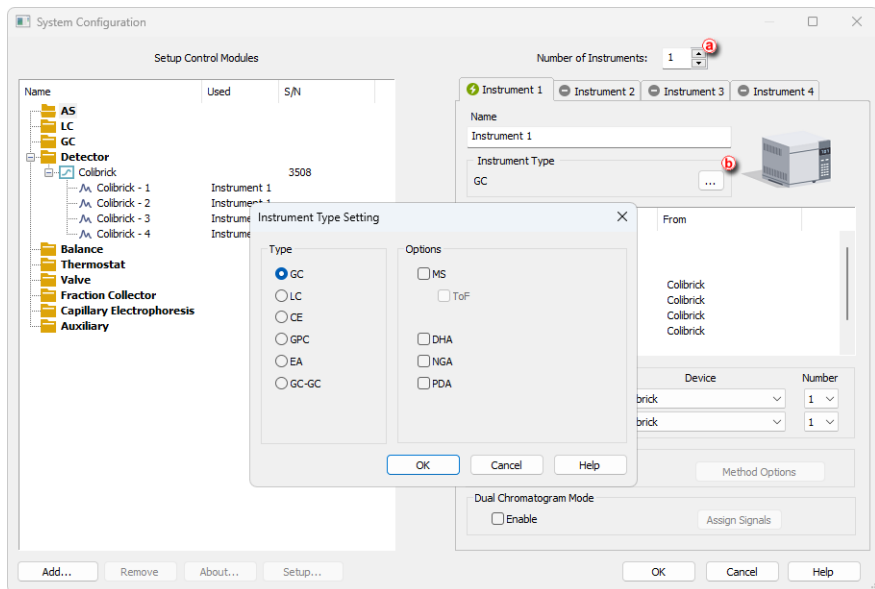 System Configuration
Setup Control Modules
Number of Instruments: 1
a
Name Used S/N
AS
LC
GC
Detector
Colibrick 3508
Colibrick - 1 Instrument 1
Colibrick - 2 Instrument 1
Colibrick - 3 Instrume
Colibrick - 4 Instrume
Balance
Thermostat
Valve
Fraction Collector
Capillary Electrophoresis
Auxiliary
Instrument 1 Instrument 2 Instrument 3 Instrument 4
Name
Instrument 1
Instrument Type
GC ...
b
From
Colibrick
Colibrick
Colibrick
Colibrick
Device Number
brick 1
brick 1
Method Options
Dual Chromatogram Mode
Enable Assign Signals
Instrument Type Setting
Type
GC
LC
CE
GPC
EA
GC-GC
Options
MS
ToF
DHA
NGA
PDA
OK Cancel Help
Add... Remove About... Setup...
OK Cancel Help